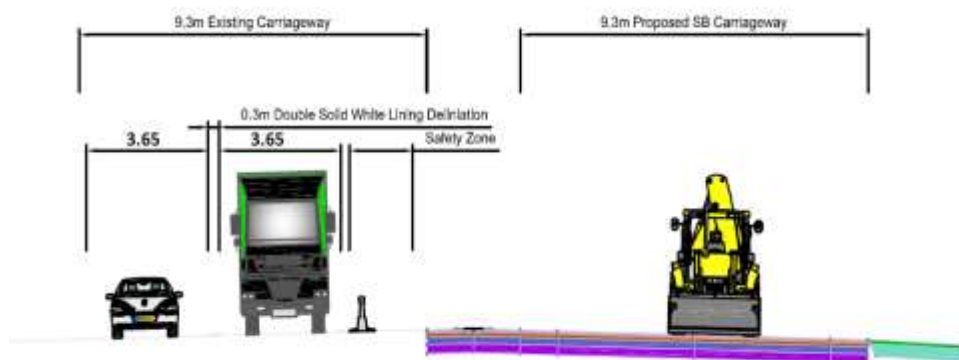 9.3m Existing Carriageway
9.3m Proposed SB Carriageway
0.3m Double Solid White Lining Deliniation
3.65
3.65
Safety Zone